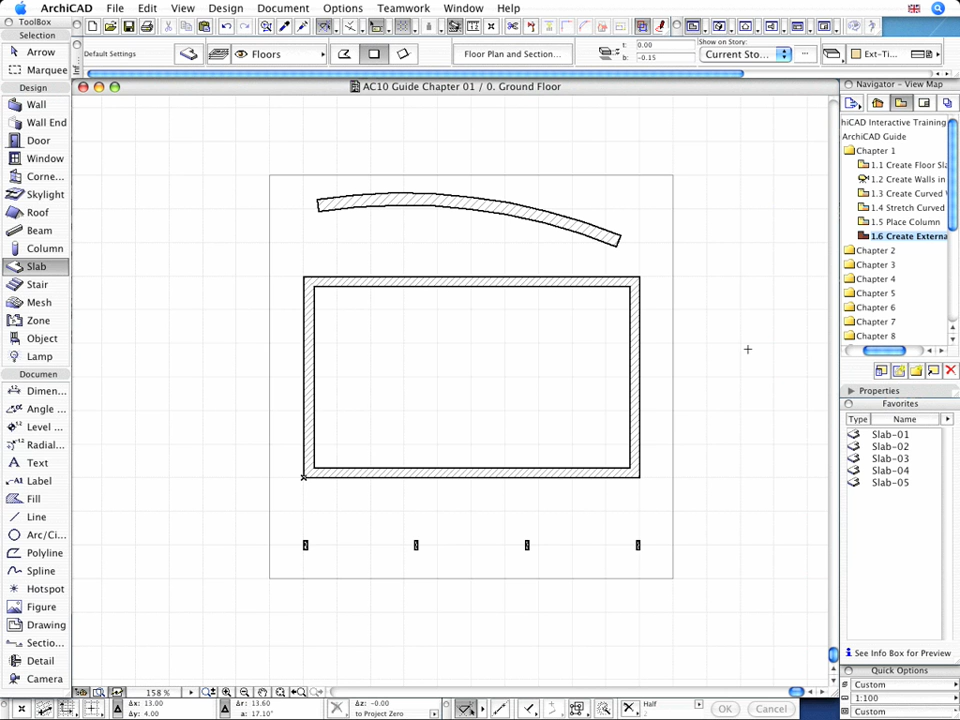 ArchiCAD File Edit View Design Document Options Teamwork Window Help
ToolBox
Selection
Arrow
Marquee
Design
Wall
Wall End
Door
Window
Corne...
Skylight
Roof
Beam
Column
Slab
Stair
Mesh
Zone
Object
Lamp
Documen
Dimen...
Angle ...
Level ...
Radial...
Text
Label
Fill
Line
Arc/Ci...
Polyline
Spline
Hotspot
Figure
Drawing
Sectio...
Detail
Camera
Default Settings
Floors
Floor Plan and Section...
t: 0.00
b: -0.15
Show on Story:
Current Sto...
Ext-Ti...
AC10 Guide Chapter 01 / 0. Ground Floor
Navigator - View Map
hiCAD Interactive Training
ArchiCAD Guide
Chapter 1
1.1 Create Floor Sla
1.2 Create Walls in
1.3 Create Curved
1.4 Stretch Curved
1.5 Place Column
1.6 Create Externa
Chapter 2
Chapter 3
Chapter 4
Chapter 5
Chapter 6
Chapter 7
Chapter 8
Properties
Favorites
Type Name
Slab-01
Slab-02
Slab-03
Slab-04
Slab-05
See Info Box for Preview
Quick Options
Custom
1:100
Custom
158 %
Δx: 13.00
Δy: 4.00
Δr: 13.60
a: 17.10°
Δz: -0.00
to Project Zero
Half
2
OK
Cancel